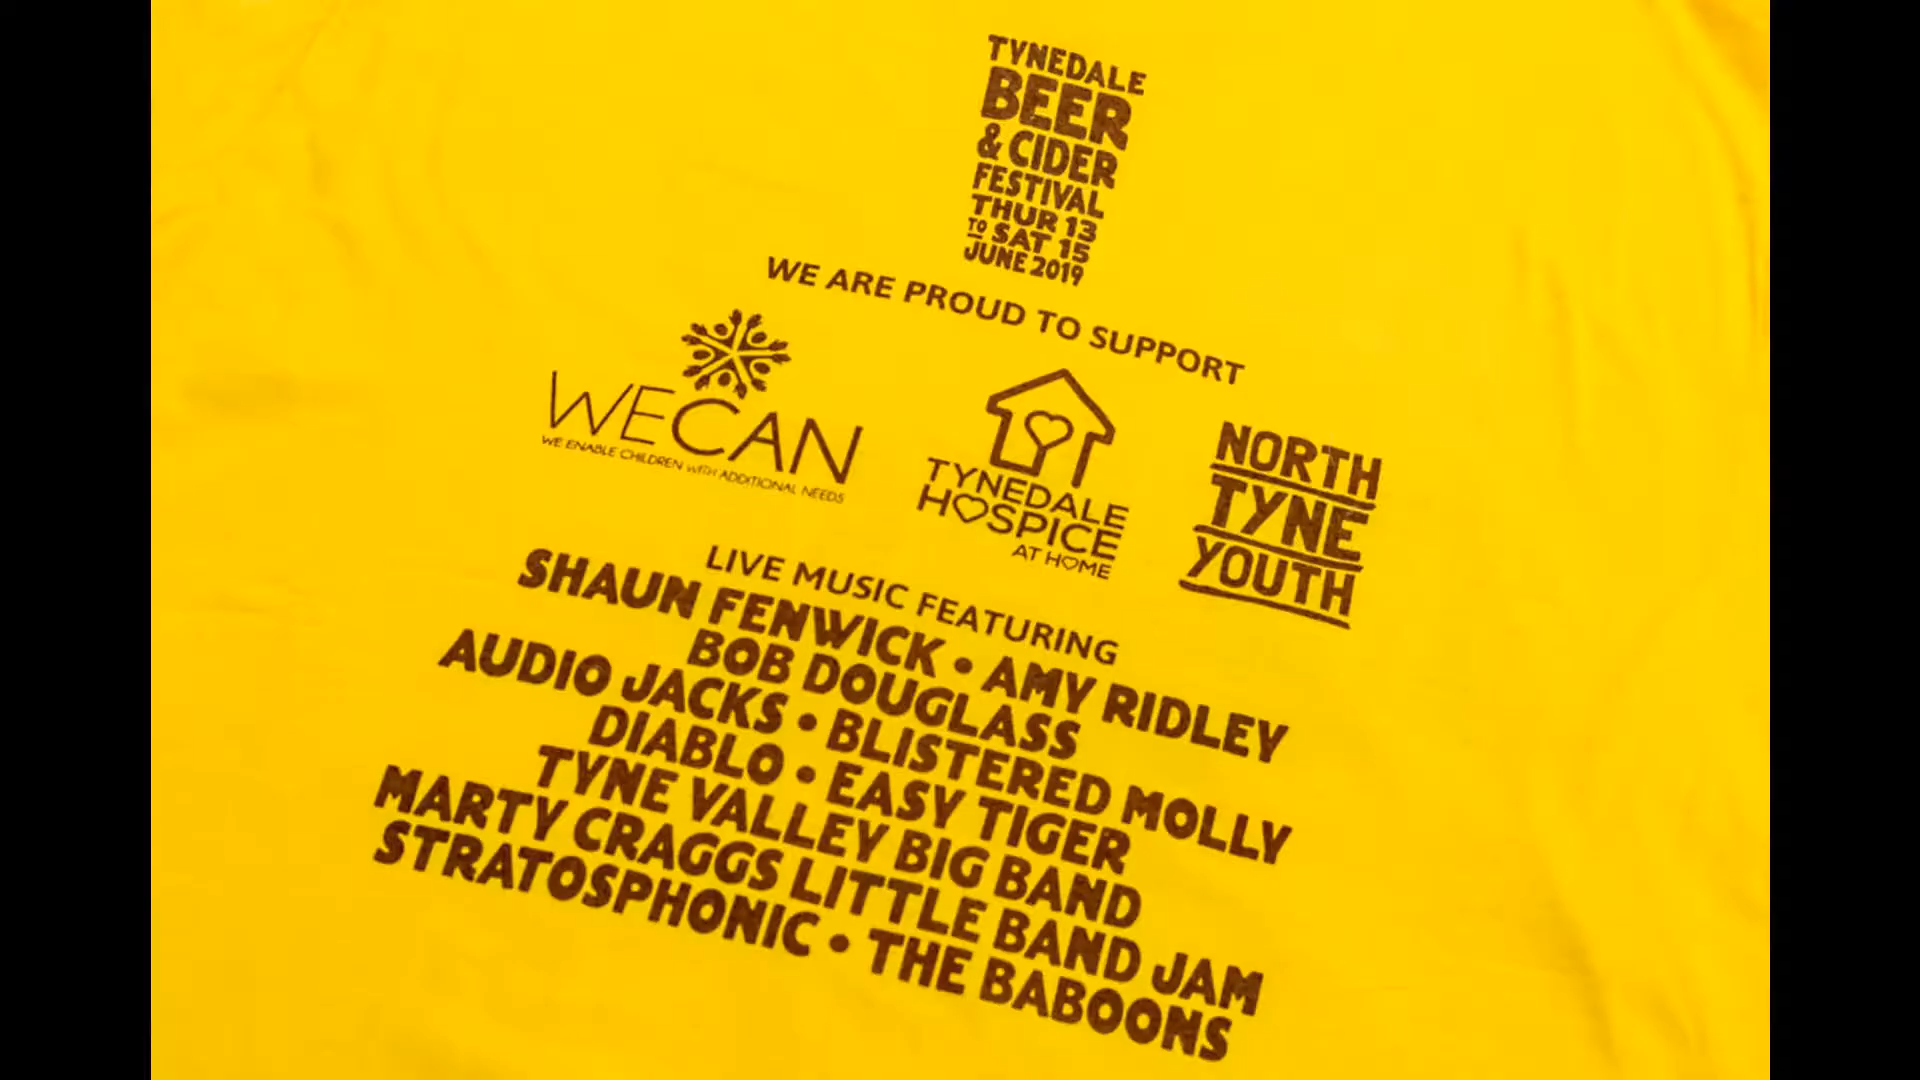 TYNEDALE
BEER
& CIDER
FESTIVAL
THUR 13
TO SAT 15
JUNE 2019
WE ARE PROUD TO SUPPORT
WECAN
WE ENABLE CHILDREN WITH ADDITIONAL NEEDS
TYNEDALE
HOSPICE
AT HOME
NORTH
TYNE
YOUTH
LIVE MUSIC FEATURING
SHAUN FENWICK • AMY RIDLEY
BOB DOUGLASS
AUDIO JACKS • BLISTERED MOLLY
DIABLO • EASY TIGER
TYNE VALLEY BIG BAND
MARTY CRAGGS LITTLE BAND JAM
STRATOSPHONIC • THE BABOONS